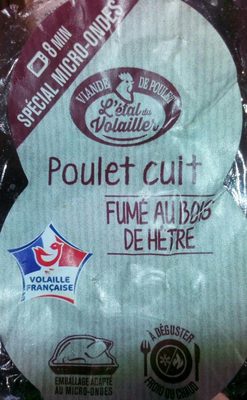 8 MIN
SPÉCIAL MICRO-ONDES
VIANDE DE POULET
L'étal du
Volailler
Poulet cuit
FUMÉ AU BOIS
DE HÊTRE
VOLAILLE
FRANÇAISE
EMBALLAGE ADAPTÉ
AU MICRO-ONDES
À DÉGUSTER
FROID OU CHAUD